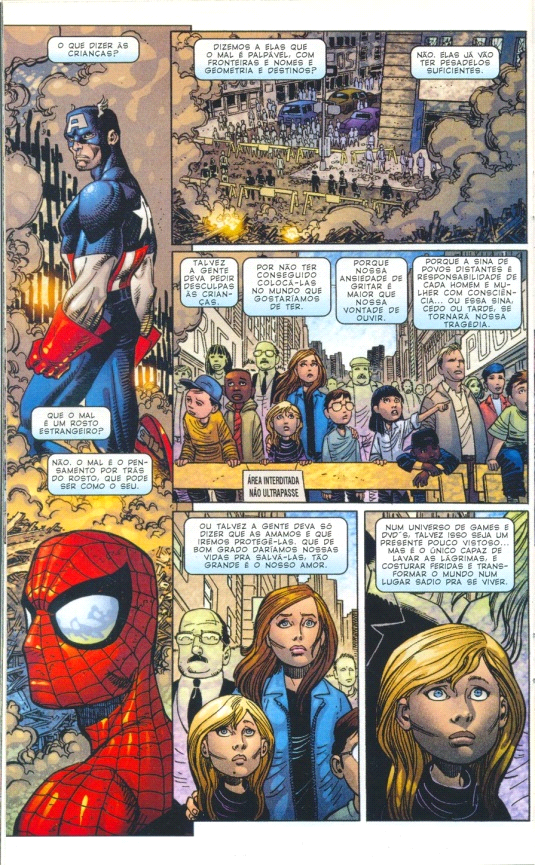 O QUE DIZER ÀS
CRIANÇAS?
QUE O MAL
É UM ROSTO
ESTRANGEIRO?
NÃO. O MAL É O PEN-
SAMENTO POR TRÁS
DO ROSTO, QUE PODE
SER COMO O SEU.
DIZEMOS A ELAS QUE
O MAL É PALPÁVEL, COM
FRONTEIRAS E NOMES E
GEOMETRIA E DESTINOS?
NÃO. ELAS JÁ VÃO
TER PESADELOS
SUFICIENTES.
TALVEZ
A GENTE
DEVA PEDIR
DESCULPAS
ÀS CRIAN-
ÇAS.
POR NÃO TER
CONSEGUIDO
COLOCÁ-LAS
NO MUNDO QUE
GOSTARÍAMOS
DE TER.
PORQUE
NOSSA
ANSIEDADE DE
GRITAR É
MAIOR QUE
NOSSA
VONTADE DE
OUVIR.
PORQUE A SINA DE
POVOS DISTANTES É
RESPONSABILIDADE DE
CADA HOMEM E MU-
LHER COM CONSCIÊN-
CIA... OU ESSA SINA,
CEDO OU TARDE, SE
TORNARÁ NOSSA
TRAGÉDIA.
ÁREA INTERDITADA
NÃO ULTRAPASSE
OU TALVEZ A GENTE DEVA SÓ
DIZER QUE AS AMAMOS E QUE
IREMOS PROTEGÊ-LAS. QUE DE
BOM GRADO DARÍAMOS NOSSAS
VIDAS PRA SALVÁ-LAS, TÃO
GRANDE É O NOSSO AMOR.
NUM UNIVERSO DE GAMES E
DVD'S, TALVEZ ISSO SEJA UM
PRESENTE POUCO VISTOSO...
MAS É O ÚNICO CAPAZ DE
LAVAR AS LÁGRIMAS, E
COSTURAR FERIDAS E TRANS-
FORMAR O MUNDO NUM
LUGAR SADIO PRA SE VIVER.